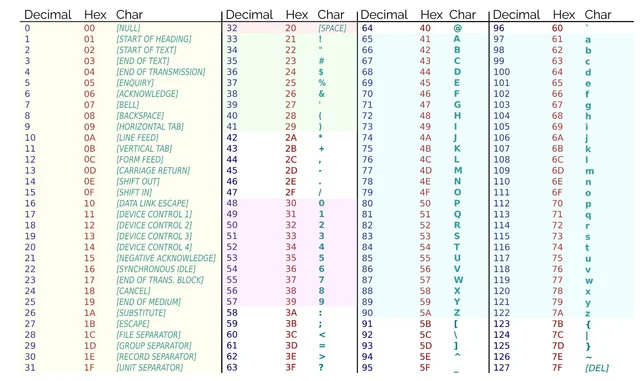 Decimal Hex Char Decimal Hex Char Decimal Hex Char Decimal Hex Char
0 00 [NULL] 32 20 [SPACE] 64 40 @ 96 60 `
1 01 [START OF HEADING] 33 21 ! 65 41 A 97 61 a
2 02 [START OF TEXT] 34 22 " 66 42 B 98 62 b
3 03 [END OF TEXT] 35 23 # 67 43 C 99 63 c
4 04 [END OF TRANSMISSION] 36 24 $ 68 44 D 100 64 d
5 05 [ENQUIRY] 37 25 % 69 45 E 101 65 e
6 06 [ACKNOWLEDGE] 38 26 & 70 46 F 102 66 f
7 07 [BELL] 39 27 ' 71 47 G 103 67 g
8 08 [BACKSPACE] 40 28 ( 72 48 H 104 68 h
9 09 [HORIZONTAL TAB] 41 29 ) 73 49 I 105 69 i
10 0A [LINE FEED] 42 2A * 74 4A J 106 6A j
11 0B [VERTICAL TAB] 43 2B + 75 4B K 107 6B k
12 0C [FORM FEED] 44 2C , 76 4C L 108 6C l
13 0D [CARRIAGE RETURN] 45 2D - 77 4D M 109 6D m
14 0E [SHIFT OUT] 46 2E . 78 4E N 110 6E n
15 0F [SHIFT IN] 47 2F / 79 4F O 111 6F o
16 10 [DATA LINK ESCAPE] 48 30 0 80 50 P 112 70 p
17 11 [DEVICE CONTROL 1] 49 31 1 81 51 Q 113 71 q
18 12 [DEVICE CONTROL 2] 50 32 2 82 52 R 114 72 r
19 13 [DEVICE CONTROL 3] 51 33 3 83 53 S 115 73 s
20 14 [DEVICE CONTROL 4] 52 34 4 84 54 T 116 74 t
21 15 [NEGATIVE ACKNOWLEDGE] 53 35 5 85 55 U 117 75 u
22 16 [SYNCHRONOUS IDLE] 54 36 6 86 56 V 118 76 v
23 17 [END OF TRANS. BLOCK] 55 37 7 87 57 W 119 77 w
24 18 [CANCEL] 56 38 8 88 58 X 120 78 x
25 19 [END OF MEDIUM] 57 39 9 89 59 Y 121 79 y
26 1A [SUBSTITUTE] 58 3A : 90 5A Z 122 7A z
27 1B [ESCAPE] 59 3B ; 91 5B [ 123 7B {
28 1C [FILE SEPARATOR] 60 3C < 92 5C \ 124 7C |
29 1D [GROUP SEPARATOR] 61 3D = 93 5D ] 125 7D }
30 1E [RECORD SEPARATOR] 62 3E > 94 5E ^ 126 7E ~
31 1F [UNIT SEPARATOR] 63 3F ? 95 5F _ 127 7F [DEL]